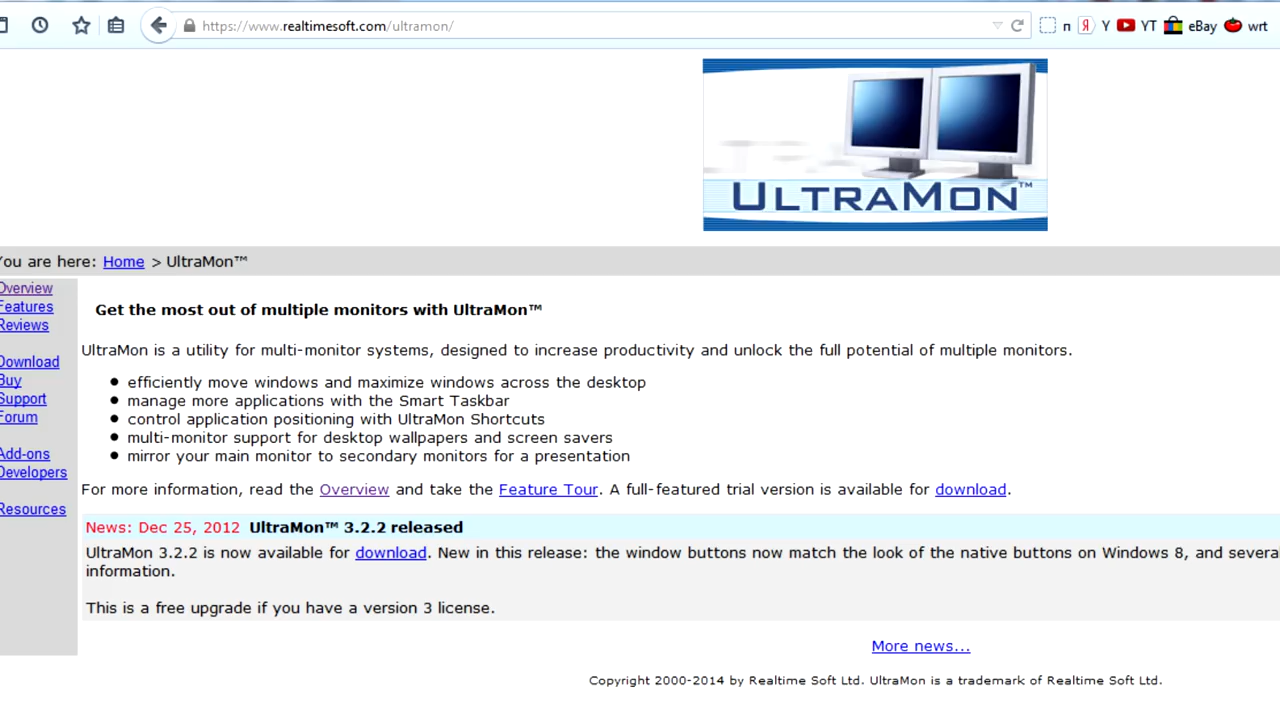 https://www.realtimesoft.com/ultramon/
п Я Y YT eBay wrt
ULTRAMON™
You are here: Home > UltraMon™
Overview
Features
Reviews
Download
Buy
Support
Forum
Add-ons
Developers
Resources
Get the most out of multiple monitors with UltraMon™
UltraMon is a utility for multi-monitor systems, designed to increase productivity and unlock the full potential of multiple monitors.
efficiently move windows and maximize windows across the desktop
manage more applications with the Smart Taskbar
control application positioning with UltraMon Shortcuts
multi-monitor support for desktop wallpapers and screen savers
mirror your main monitor to secondary monitors for a presentation
For more information, read the Overview and take the Feature Tour. A full-featured trial version is available for download.
News: Dec 25, 2012 UltraMon™ 3.2.2 released
UltraMon 3.2.2 is now available for download. New in this release: the window buttons now match the look of the native buttons on Windows 8, and severa
information.
This is a free upgrade if you have a version 3 license.
More news...
Copyright 2000-2014 by Realtime Soft Ltd. UltraMon is a trademark of Realtime Soft Ltd.